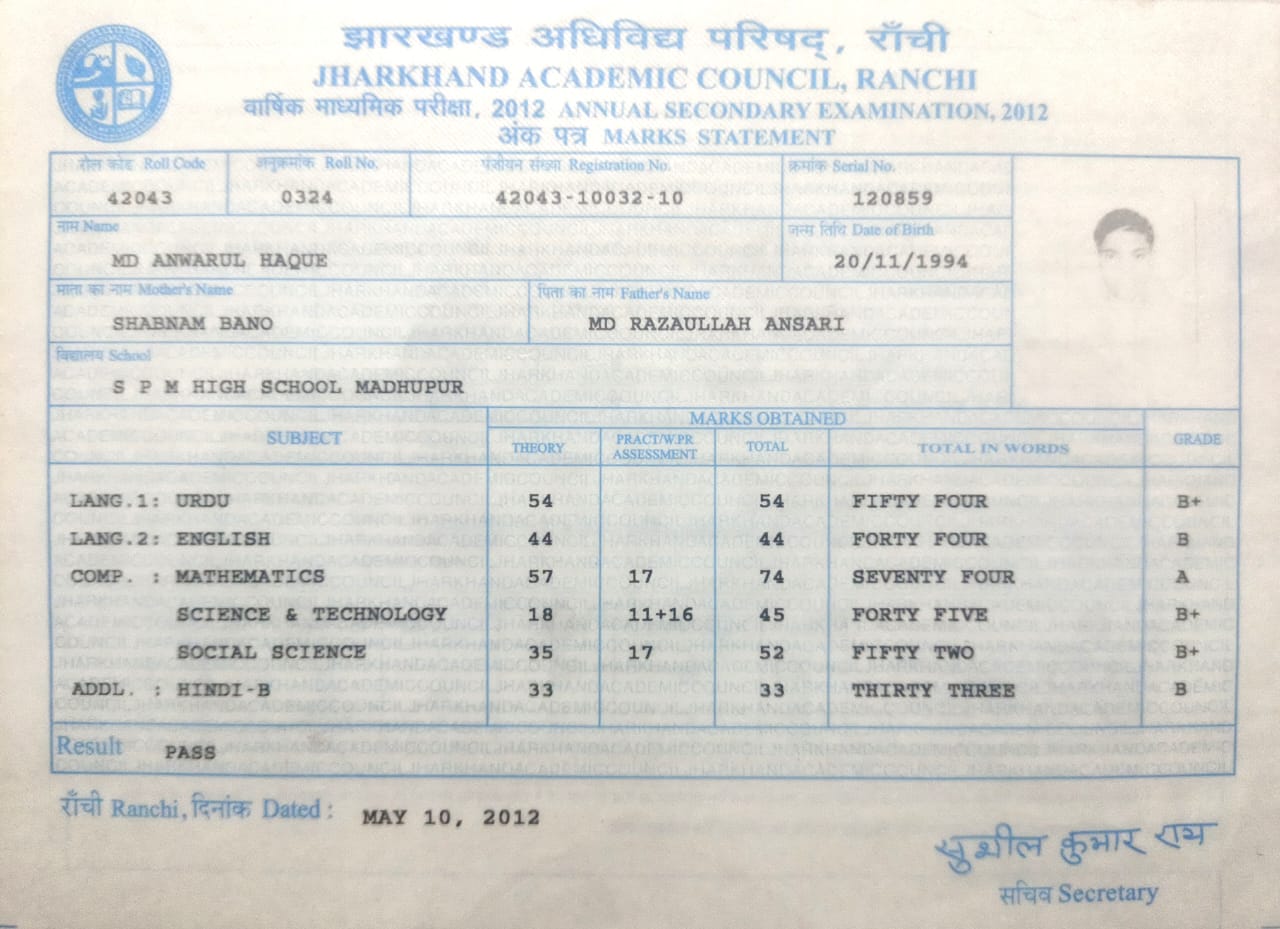 झारखण्ड अधिविद्य परिषद्, राँची
JHARKHAND ACADEMIC COUNCIL, RANCHI
वार्षिक माध्यमिक परीक्षा, 2012 ANNUAL SECONDARY EXAMINATION, 2012
अंक पत्र MARKS STATEMENT
रोल कोड Roll Code अनुक्रमांक Roll No. पंजीयन संख्या Registration No. क्रमांक Serial No.
42043 0324 42043-10032-10 120859
नाम Name जन्म तिथि Date of Birth
MD ANWARUL HAQUE 20/11/1994
माता का नाम Mother's Name पिता का नाम Father's Name
SHABNAM BANO MD RAZAULLAH ANSARI
विद्यालय School
S P M HIGH SCHOOL MADHUPUR
MARKS OBTAINED
SUBJECT THEORY PRACT/W.PR ASSESSMENT TOTAL TOTAL IN WORDS GRADE
LANG.1: URDU 54 54 FIFTY FOUR B+
LANG.2: ENGLISH 44 44 FORTY FOUR B
COMP. : MATHEMATICS 57 17 74 SEVENTY FOUR A
SCIENCE & TECHNOLOGY 18 11+16 45 FORTY FIVE B+
SOCIAL SCIENCE 35 17 52 FIFTY TWO B+
ADDL. : HINDI-B 33 33 THIRTY THREE B
Result PASS
राँची Ranchi, दिनांक Dated : MAY 10, 2012
सुशील कुमार राय
सचिव Secretary